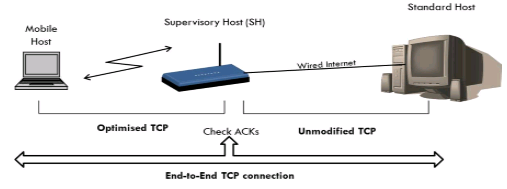 Standard Host
Supervisory Host (SH)
Mobile
Host
Wired Internet
Optimised TCP
Check ACKs
Unmodified TCP
End-to-End TCP connection